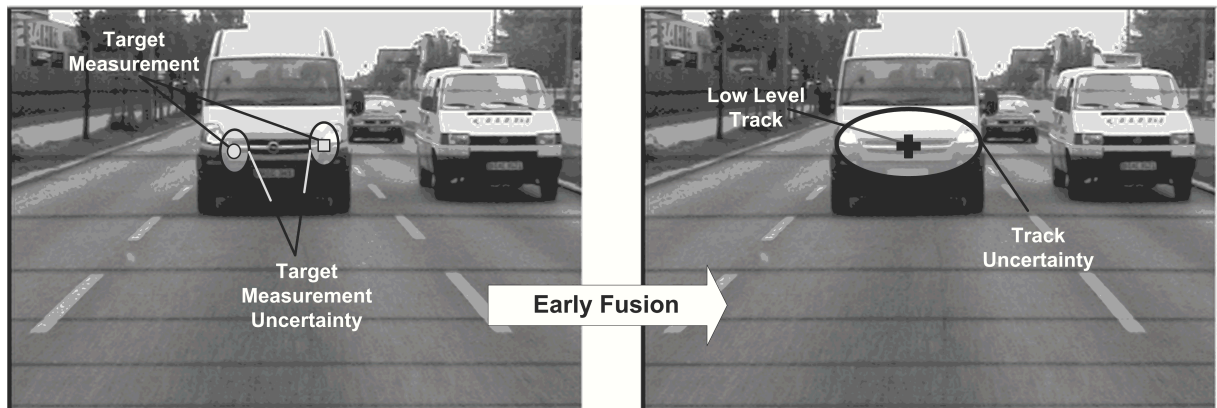 Target
Measurement
Target
Measurement
Uncertainty
Early Fusion
Low Level
Track
Track
Uncertainty